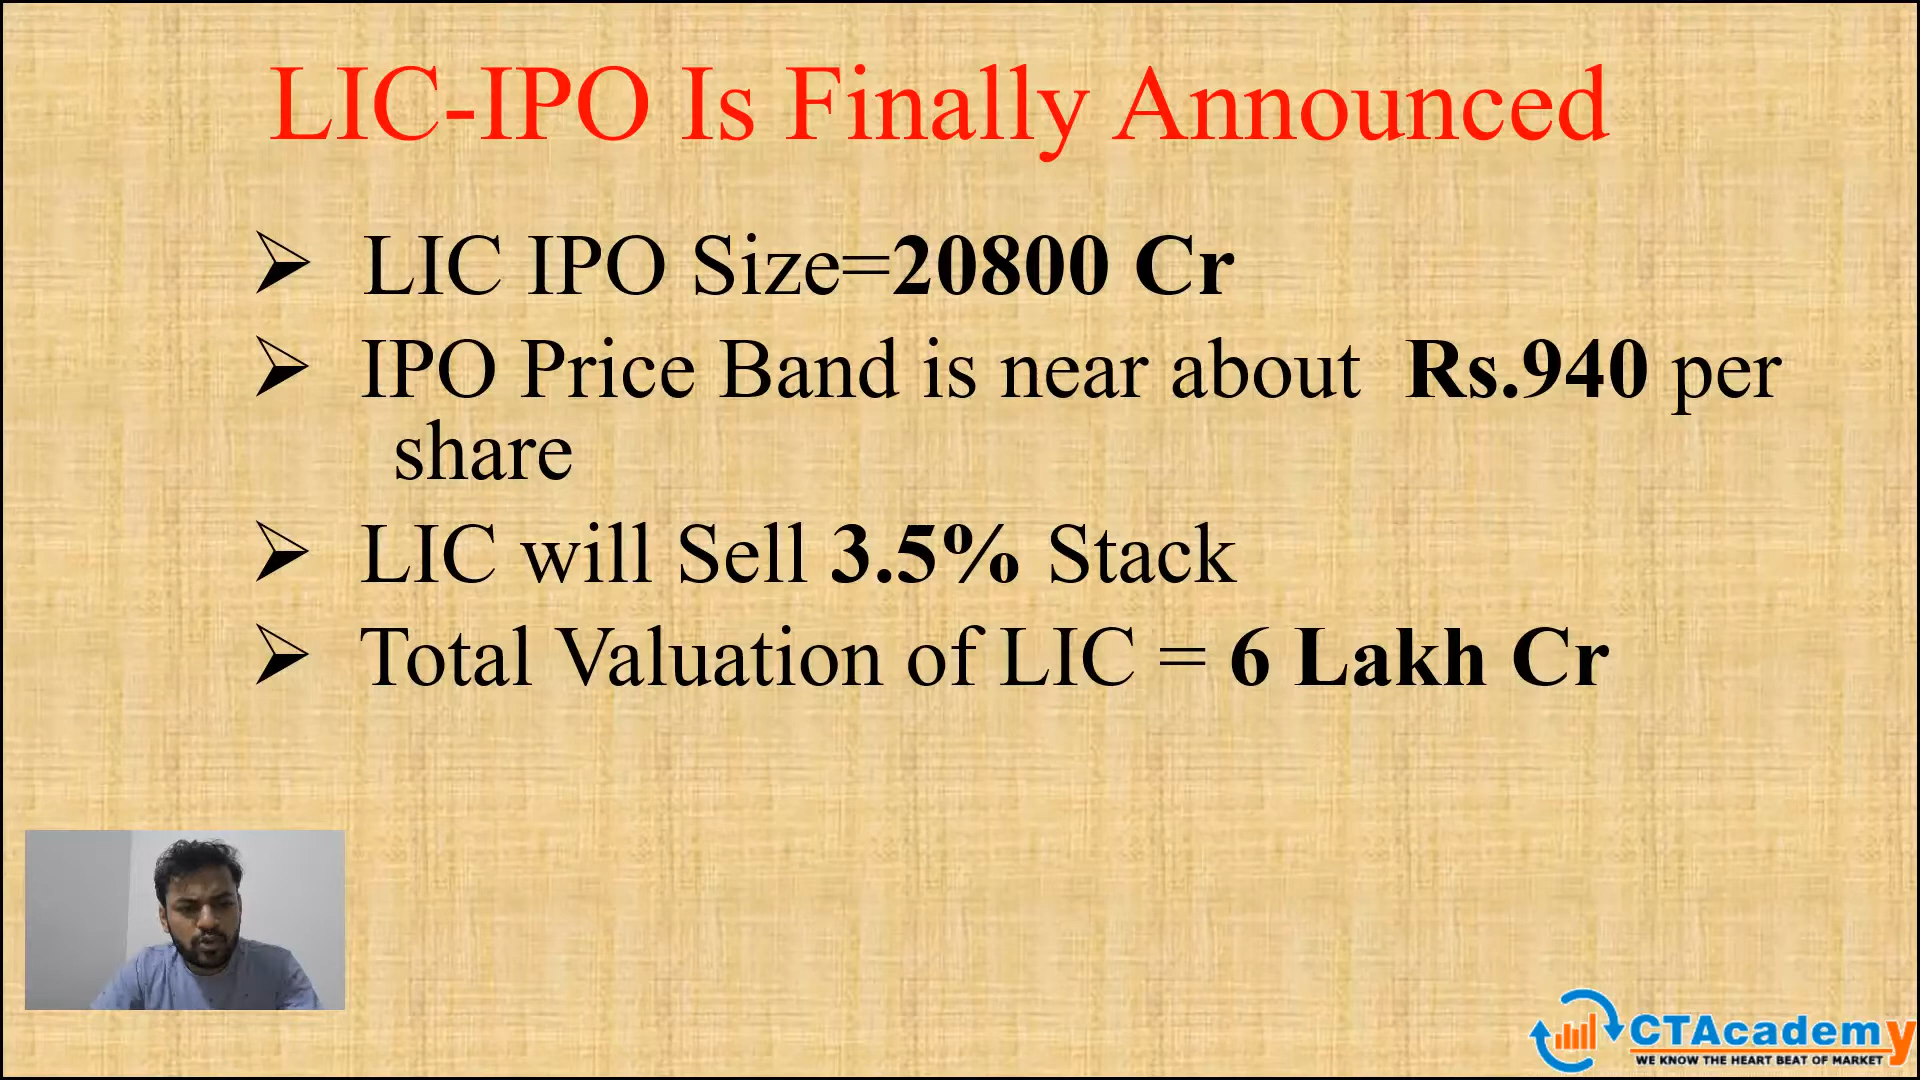 LIC-IPO Is Finally Announced
➢ LIC IPO Size=20800 Cr
➢ IPO Price Band is near about Rs.940 per
share
➢ LIC will Sell 3.5% Stack
➢ Total Valuation of LIC = 6 Lakh Cr
CTAcademy
WE KNOW THE HEART BEAT OF MARKET